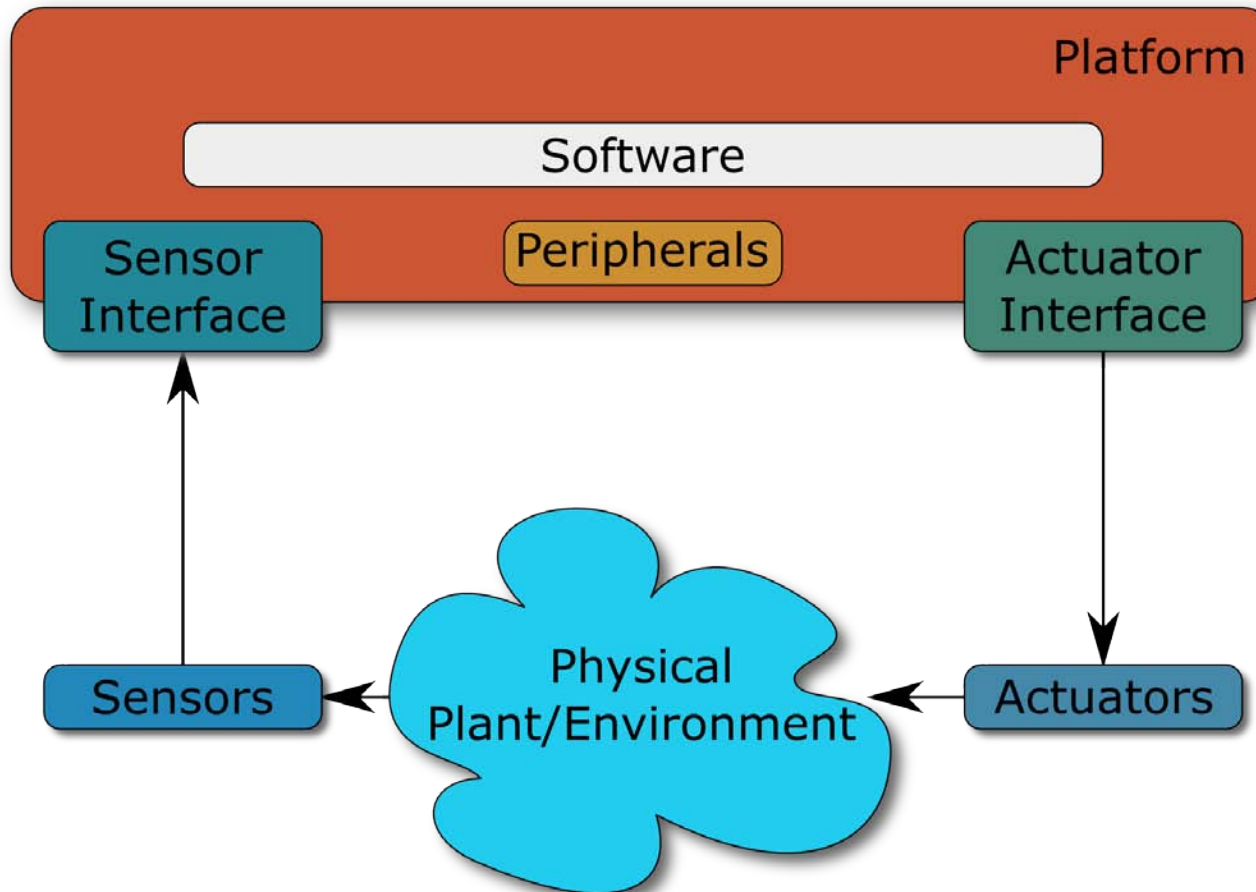 Platform
Software
Sensor
Interface
Peripherals
Actuator
Interface
Physical
Plant/Environment
Sensors
Actuators